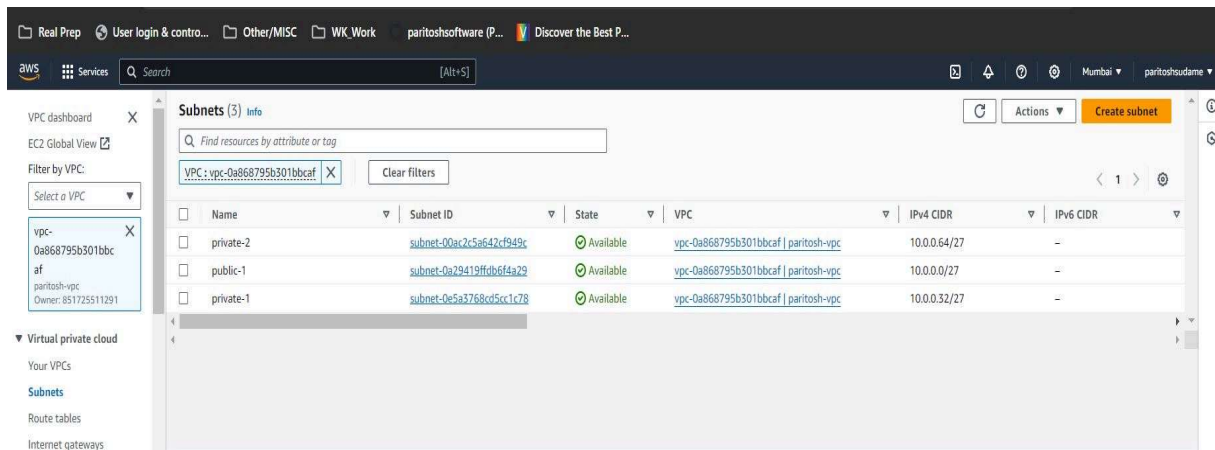 Real Prep User login & contro... Other/MISC WK_Work paritoshsoftware (P... Discover the Best P...
aws Services Search [Alt+S] Mumbai paritoshsudame
VPC dashboard
EC2 Global View
Filter by VPC:
Select a VPC
vpc-
0a868795b301bbc
af
paritosh-vpc
Owner: 851725511291
Virtual private cloud
Your VPCs
Subnets
Route tables
Internet gateways
Subnets (3) Info
Actions Create subnet
Find resources by attribute or tag
VPC : vpc-0a868795b301bbcaf X Clear filters
1
Name Subnet ID State VPC IPv4 CIDR IPv6 CIDR
private-2 subnet-00ac2c5a642cf949c Available vpc-0a868795b301bbcaf | paritosh-vpc 10.0.0.64/27 –
public-1 subnet-0a29419ffdb6f4a29 Available vpc-0a868795b301bbcaf | paritosh-vpc 10.0.0.0/27 –
private-1 subnet-0e5a3768cd5cc1c78 Available vpc-0a868795b301bbcaf | paritosh-vpc 10.0.0.32/27 –